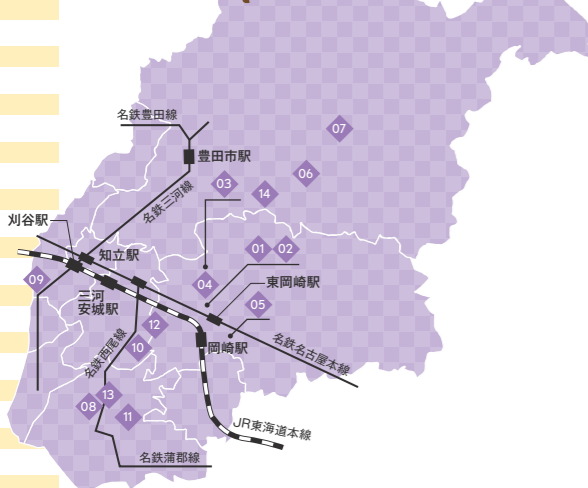 名鉄豊田線
07
豊田市駅
06
03
14
名鉄三河線
刈谷駅
01
02
知立駅
09
04
東岡崎駅
三河
安城駅
05
12
名鉄西尾線
10
岡崎駅
名鉄名古屋本線
13
08
11
JR東海道本線
名鉄蒲郡線